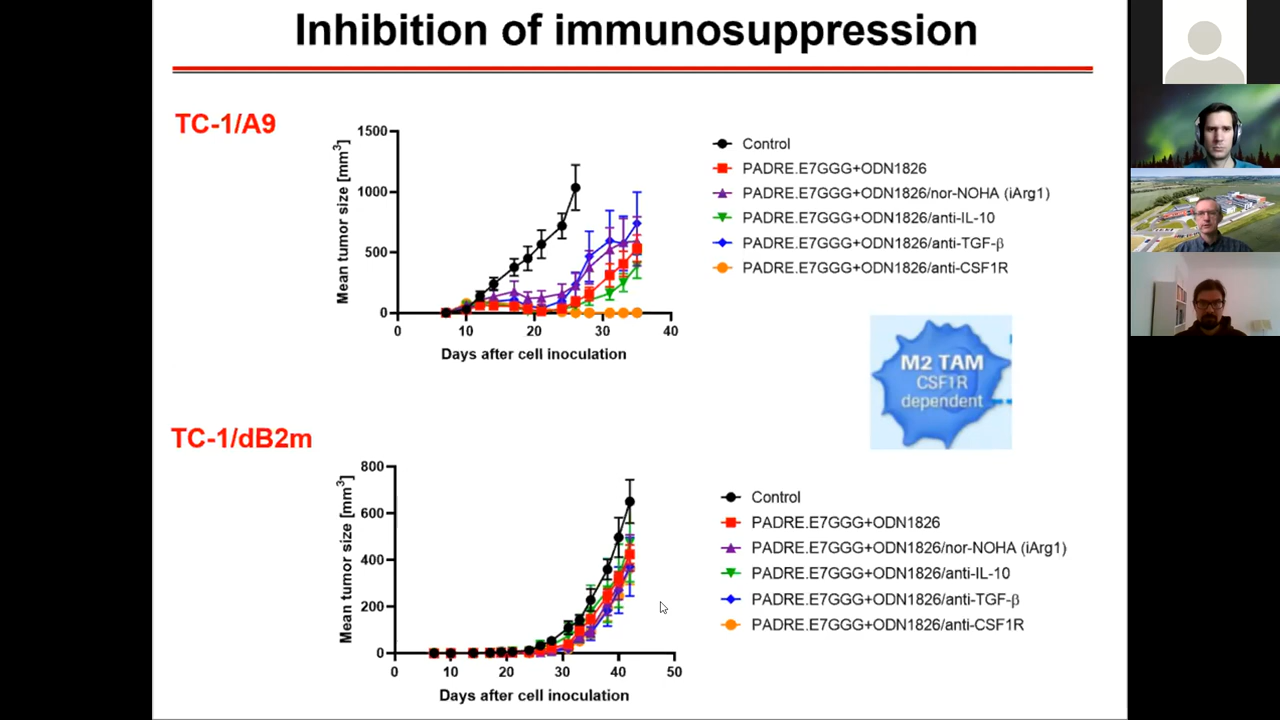 Inhibition of immunosuppression
TC-1/A9
Mean tumor size [mm³]
1500
1000
500
0
0 10 20 30 40
Days after cell inoculation
Control
PADRE.E7GGG+ODN1826
PADRE.E7GGG+ODN1826/nor-NOHA (iArg1)
PADRE.E7GGG+ODN1826/anti-IL-10
PADRE.E7GGG+ODN1826/anti-TGF-β
PADRE.E7GGG+ODN1826/anti-CSF1R
M2 TAM
CSF1R
dependent
TC-1/dB2m
Mean tumor size [mm³]
800
600
400
200
0
0 10 20 30 40 50
Days after cell inoculation
Control
PADRE.E7GGG+ODN1826
PADRE.E7GGG+ODN1826/nor-NOHA (iArg1)
PADRE.E7GGG+ODN1826/anti-IL-10
PADRE.E7GGG+ODN1826/anti-TGF-β
PADRE.E7GGG+ODN1826/anti-CSF1R